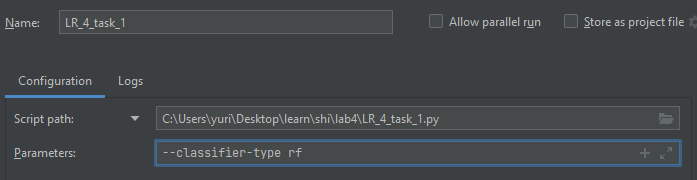 Name: LR_4_task_1 Allow parallel run Store as project file
Configuration Logs
Script path: C:\Users\yuri\Desktop\learn\shi\lab4\LR_4_task_1.py
Parameters: --classifier-type rf